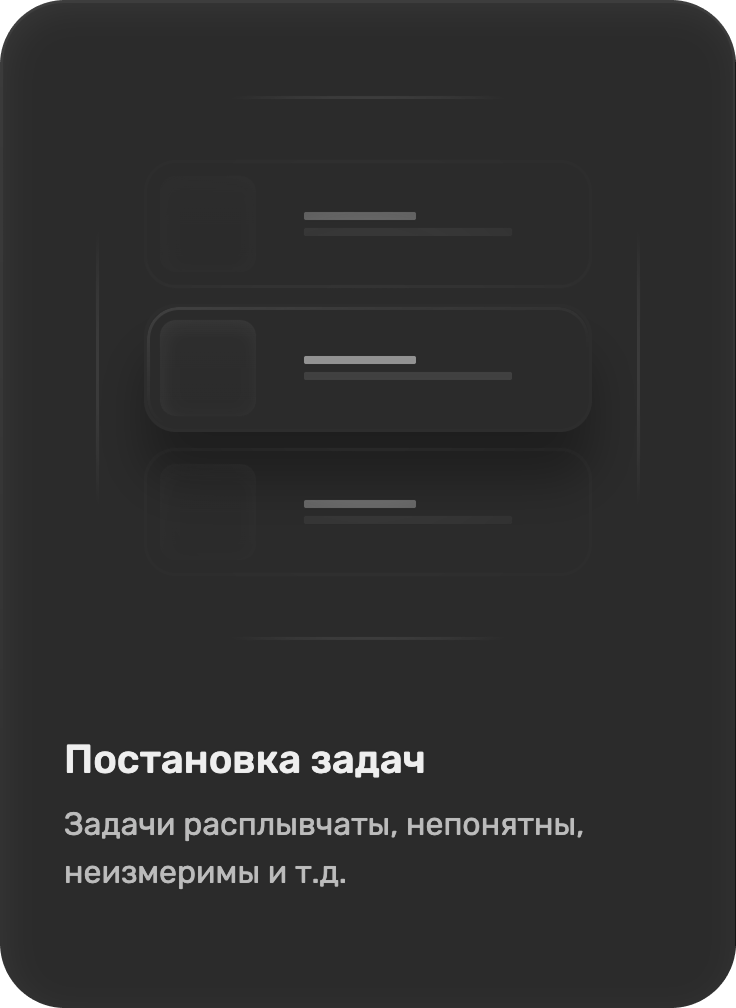 Постановка задач
Задачи расплывчаты, непонятны,
неизмеримы и т.д.